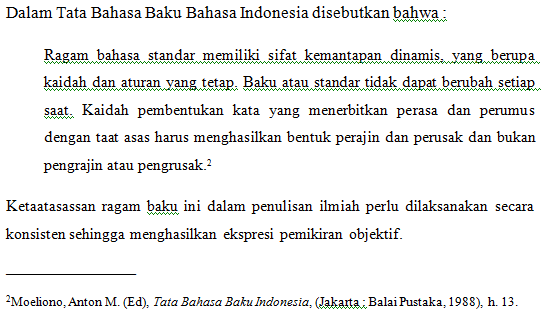 Dalam Tata Bahasa Baku Bahasa Indonesia disebutkan bahwa :
Ragam bahasa standar memiliki sifat kemantapan dinamis, yang berupa
kaidah dan aturan yang tetap. Baku atau standar tidak dapat berubah setiap
saat. Kaidah pembentukan kata yang menerbitkan perasa dan perumus
dengan taat asas harus menghasilkan bentuk perajin dan perusak dan bukan
pengrajin atau pengrusak.²
Ketaatasassan ragam baku ini dalam penulisan ilmiah perlu dilaksanakan secara
konsisten sehingga menghasilkan ekspresi pemikiran objektif.
²Moeliono, Anton M. (Ed), Tata Bahasa Baku Indonesia, (Jakarta : Balai Pustaka, 1988), h. 13.